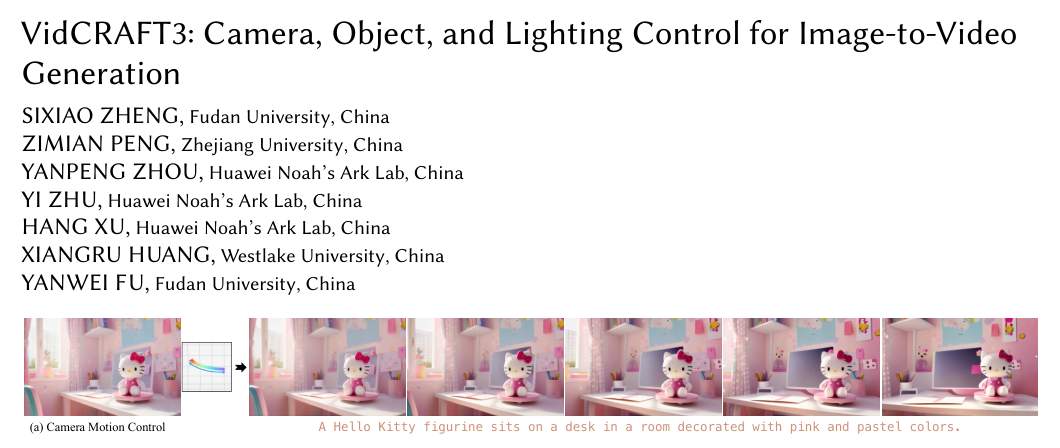 VidCRAFT3: Camera, Object, and Lighting Control for Image-to-Video
Generation
SIXIAO ZHENG, Fudan University, China
ZIMIAN PENG, Zhejiang University, China
YANPENG ZHOU, Huawei Noah's Ark Lab, China
YI ZHU, Huawei Noah's Ark Lab, China
HANG XU, Huawei Noah's Ark Lab, China
XIANGRU HUANG, Westlake University, China
YANWEI FU, Fudan University, China
(a) Camera Motion Control
A Hello Kitty figurine sits on a desk in a room decorated with pink and pastel colors.